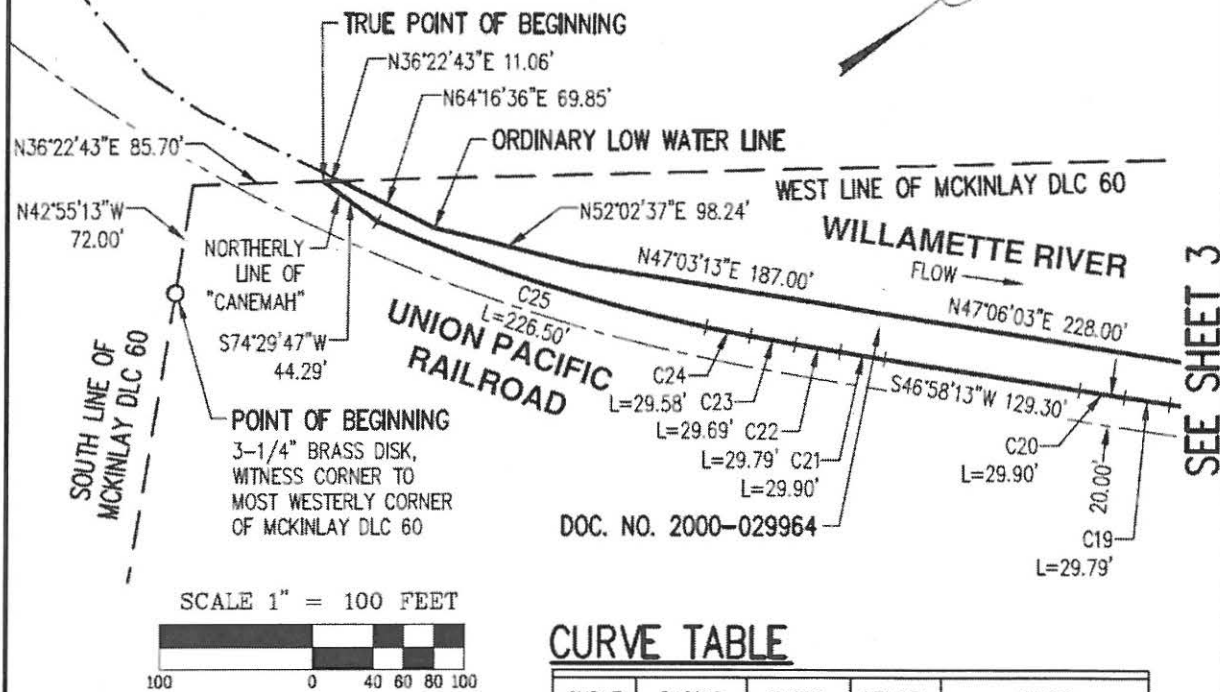 TRUE POINT OF BEGINNING
N36°22'43"E 11.06'
N64°16'36"E 69.85'
ORDINARY LOW WATER LINE
N36°22'43"E 85.70'
WEST LINE OF MCKINLAY DLC 60
N42°55'13"W
72.00'
N52°02'37"E 98.24'
WILLAMETTE RIVER
FLOW
NORTHERLY
LINE OF
"CANEMAH"
N47°03'13"E 187.00'
N47°06'03"E 228.00'
SEE SHEET 3
C25
L=226.50'
S74°29'47"W
44.29'
UNION PACIFIC
RAILROAD
SOUTH LINE OF
MCKINLAY DLC 60
C24
L=29.58'
C23
L=29.69'
C22
L=29.79'
C21
L=29.90'
S46°58'13"W 129.30'
C20
L=29.90'
20.00'
C19
L=29.79'
POINT OF BEGINNING
3-1/4" BRASS DISK,
WITNESS CORNER TO
MOST WESTERLY CORNER
OF MCKINLAY DLC 60
DOC. NO. 2000-029964
SCALE 1" = 100 FEET
100 0 40 60 80 100
CURVE TABLE